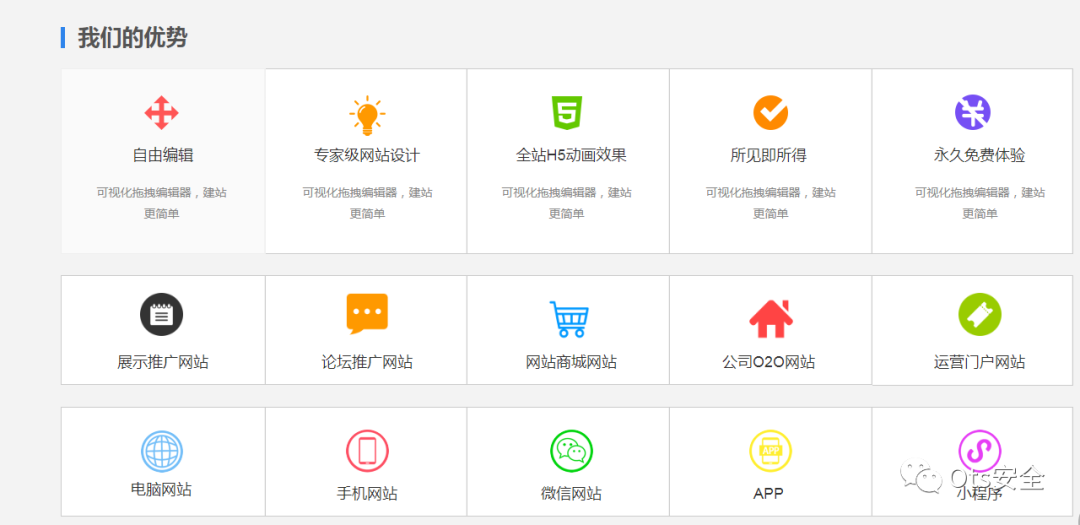 我们的优势
自由编辑
专家级网站设计
全站H5动画效果
所见即所得
永久免费体验
可视化拖拽编辑器，建站
更简单
可视化拖拽编辑器，建站
更简单
可视化拖拽编辑器，建站
更简单
可视化拖拽编辑器，建站
更简单
可视化拖拽编辑器，建站
更简单
展示推广网站
论坛推广网站
网站商城网站
公司O2O网站
运营门户网站
APP
电脑网站
手机网站
微信网站
APP
小程序
Ots安全